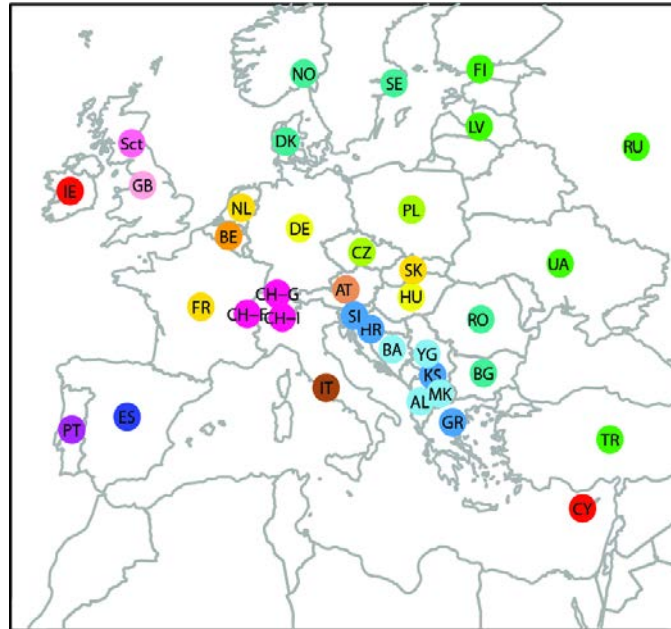 FI
NO
SE
LV
Sct
DK
RU
IE
GB
NL
PL
DE
BE
CZ
UA
SK
CH-G
AT
HU
FR
CH-F
CH-I
SI
RO
HR
BA
YG
KS
BG
IT
MK
AL
ES
GR
PT
TR
CY